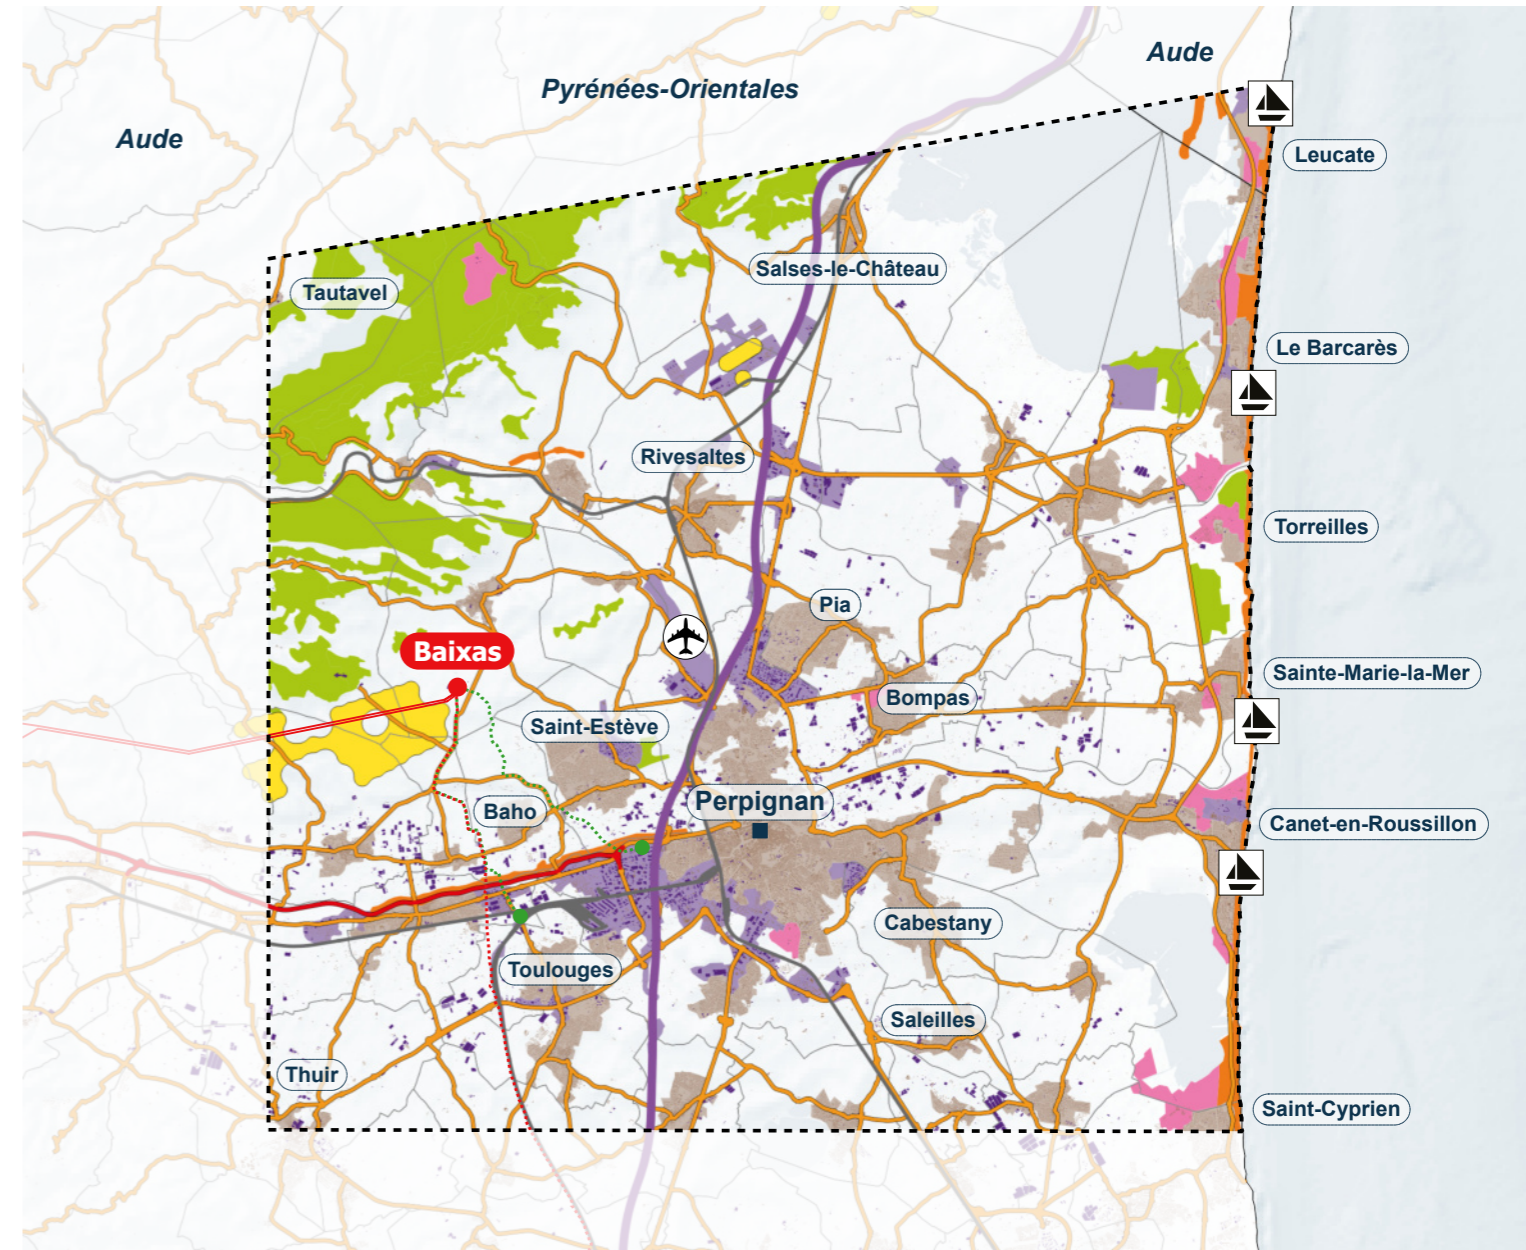 Aude
Pyrénées-Orientales
Aude
Leucate
Salses-le-Château
Tautavel
Le Barcarès
Rivesaltes
Torreilles
Pia
Baixas
Sainte-Marie-la-Mer
Bompas
Saint-Estève
Perpignan
Baho
Canet-en-Roussillon
Cabestany
Toulouges
Saleilles
Thuir
Saint-Cyprien